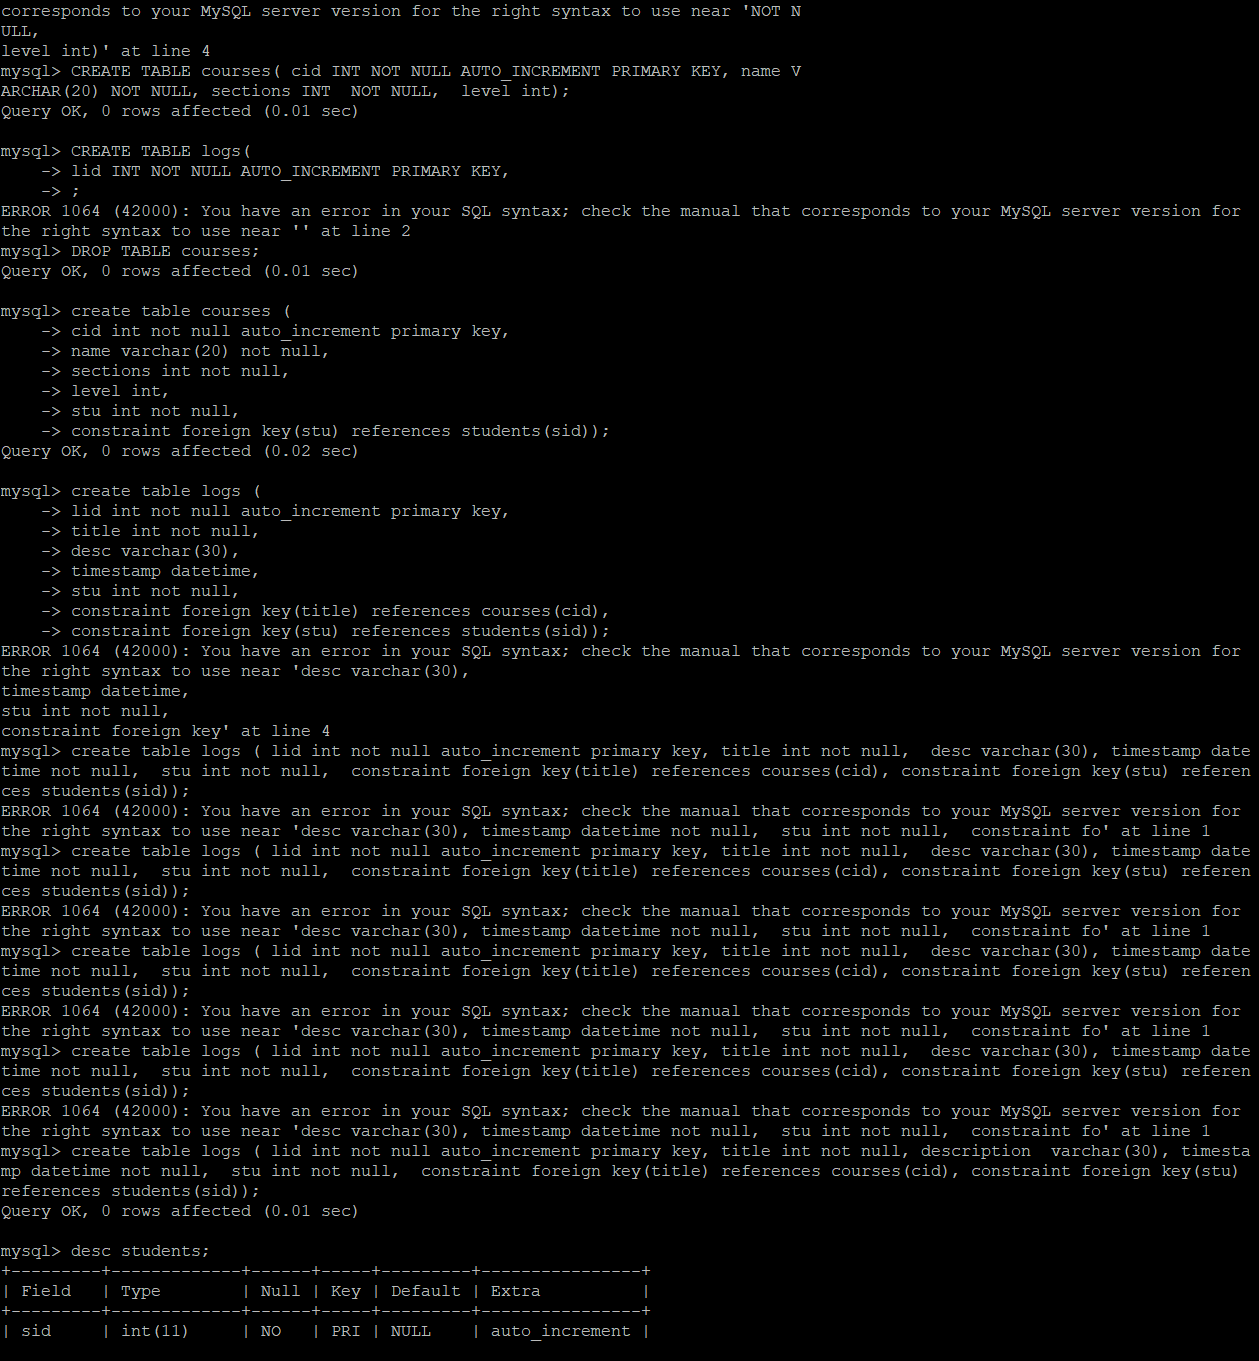 corresponds to your MySQL server version for the right syntax to use near 'NOT N
ULL,
level int)' at line 4
mysql> CREATE TABLE courses( cid INT NOT NULL AUTO_INCREMENT PRIMARY KEY, name V
ARCHAR(20) NOT NULL, sections INT  NOT NULL,  level int);
Query OK, 0 rows affected (0.01 sec)

mysql> CREATE TABLE logs(
    -> lid INT NOT NULL AUTO_INCREMENT PRIMARY KEY,
    -> ;
ERROR 1064 (42000): You have an error in your SQL syntax; check the manual that corresponds to your MySQL server version for
the right syntax to use near '' at line 2
mysql> DROP TABLE courses;
Query OK, 0 rows affected (0.01 sec)

mysql> create table courses (
    -> cid int not null auto_increment primary key,
    -> name varchar(20) not null,
    -> sections int not null,
    -> level int,
    -> stu int not null,
    -> constraint foreign key(stu) references students(sid));
Query OK, 0 rows affected (0.02 sec)

mysql> create table logs (
    -> lid int not null auto_increment primary key,
    -> title int not null,
    -> desc varchar(30),
    -> timestamp datetime,
    -> stu int not null,
    -> constraint foreign key(title) references courses(cid),
    -> constraint foreign key(stu) references students(sid));
ERROR 1064 (42000): You have an error in your SQL syntax; check the manual that corresponds to your MySQL server version for
the right syntax to use near 'desc varchar(30),
timestamp datetime,
stu int not null,
constraint foreign key' at line 4
mysql> create table logs ( lid int not null auto_increment primary key, title int not null,  desc varchar(30), timestamp date
time not null,  stu int not null,  constraint foreign key(title) references courses(cid), constraint foreign key(stu) referen
ces students(sid));
ERROR 1064 (42000): You have an error in your SQL syntax; check the manual that corresponds to your MySQL server version for
the right syntax to use near 'desc varchar(30), timestamp datetime not null,  stu int not null,  constraint fo' at line 1
mysql> create table logs ( lid int not null auto_increment primary key, title int not null,  desc varchar(30), timestamp date
time not null,  stu int not null,  constraint foreign key(title) references courses(cid), constraint foreign key(stu) referen
ces students(sid));
ERROR 1064 (42000): You have an error in your SQL syntax; check the manual that corresponds to your MySQL server version for
the right syntax to use near 'desc varchar(30), timestamp datetime not null,  stu int not null,  constraint fo' at line 1
mysql> create table logs ( lid int not null auto_increment primary key, title int not null,  desc varchar(30), timestamp date
time not null,  stu int not null,  constraint foreign key(title) references courses(cid), constraint foreign key(stu) referen
ces students(sid));
ERROR 1064 (42000): You have an error in your SQL syntax; check the manual that corresponds to your MySQL server version for
the right syntax to use near 'desc varchar(30), timestamp datetime not null,  stu int not null,  constraint fo' at line 1
mysql> create table logs ( lid int not null auto_increment primary key, title int not null,  desc varchar(30), timestamp date
time not null,  stu int not null,  constraint foreign key(title) references courses(cid), constraint foreign key(stu) referen
ces students(sid));
ERROR 1064 (42000): You have an error in your SQL syntax; check the manual that corresponds to your MySQL server version for
the right syntax to use near 'desc varchar(30), timestamp datetime not null,  stu int not null,  constraint fo' at line 1
mysql> create table logs ( lid int not null auto_increment primary key, title int not null, description  varchar(30), timesta
mp datetime not null,  stu int not null,  constraint foreign key(title) references courses(cid), constraint foreign key(stu)
references students(sid));
Query OK, 0 rows affected (0.01 sec)

mysql> desc students;
+---------+-------------+------+-----+---------+----------------+
| Field   | Type        | Null | Key | Default | Extra          |
+---------+-------------+------+-----+---------+----------------+
| sid     | int(11)     | NO   | PRI | NULL    | auto_increment |